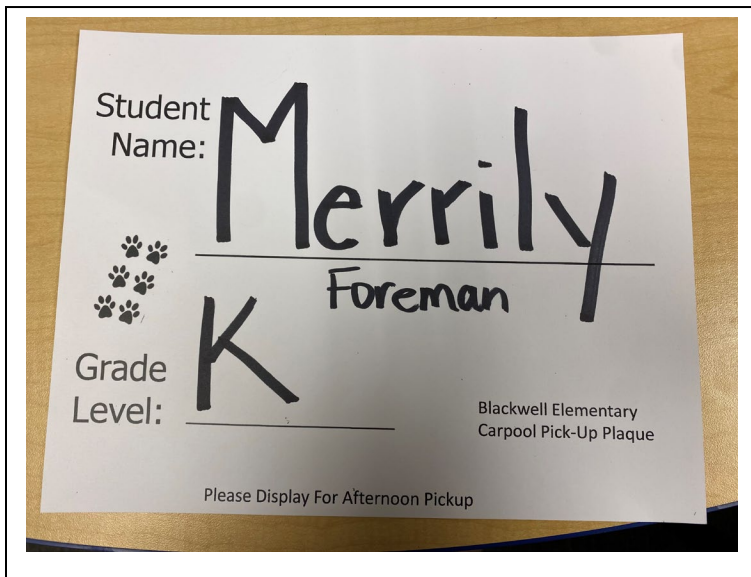 Student
Name: Merrily
Foreman
Grade
Level: K
Blackwell Elementary
Carpool Pick-Up Plaque
Please Display For Afternoon Pickup